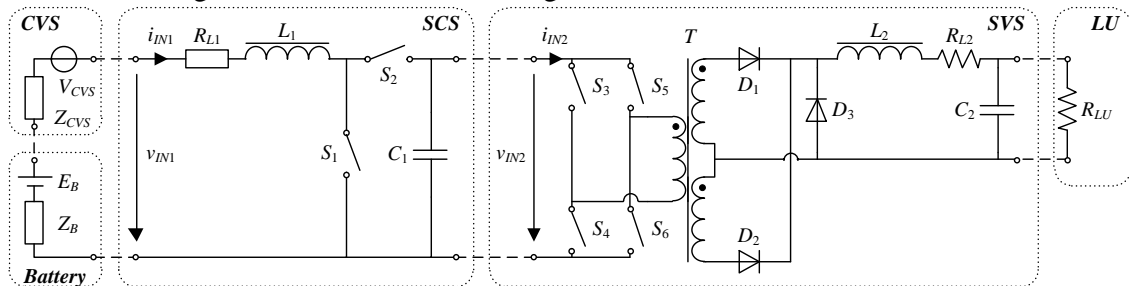 CVS
SCS
SVS
LU
V_CVS
Z_CVS
E_B
Z_B
Battery
i_IN1
R_L1
L_1
S_2
v_IN1
S_1
C_1
i_IN2
S_3
S_5
v_IN2
S_4
S_6
T
D_1
D_3
D_2
L_2
R_L2
C_2
R_LU